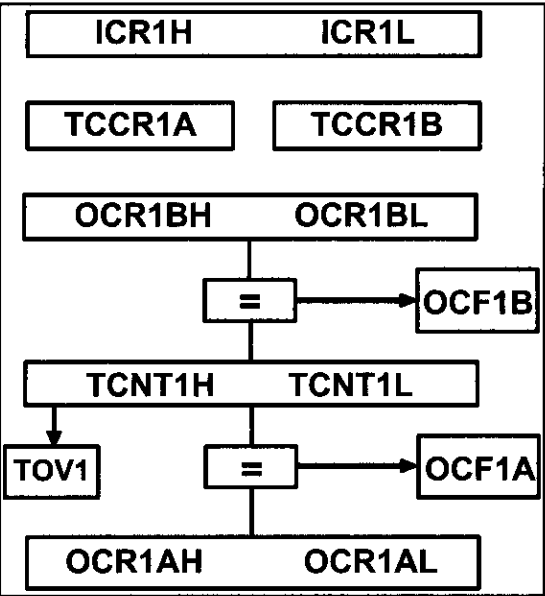 ICR1H ICR1L
TCCR1A TCCR1B
OCR1BH OCR1BL
= OCF1B
TCNT1H TCNT1L
TOV1 = OCF1A
OCR1AH OCR1AL